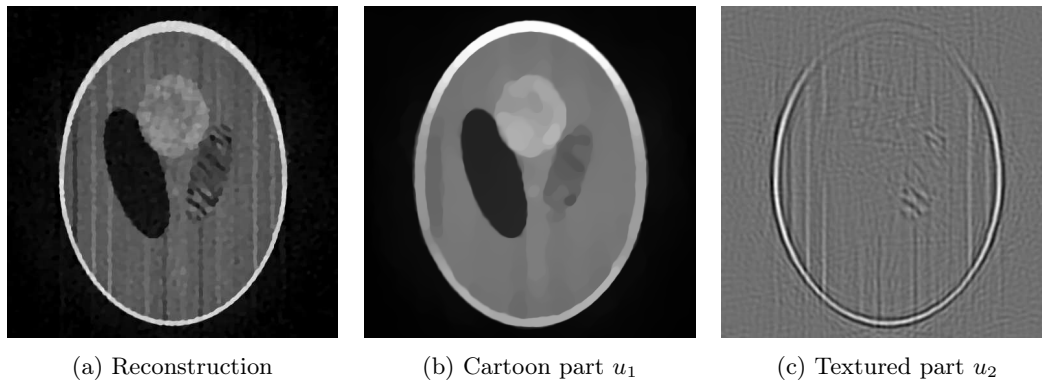 (a) Reconstruction
(b) Cartoon part u₁
(c) Textured part u₂